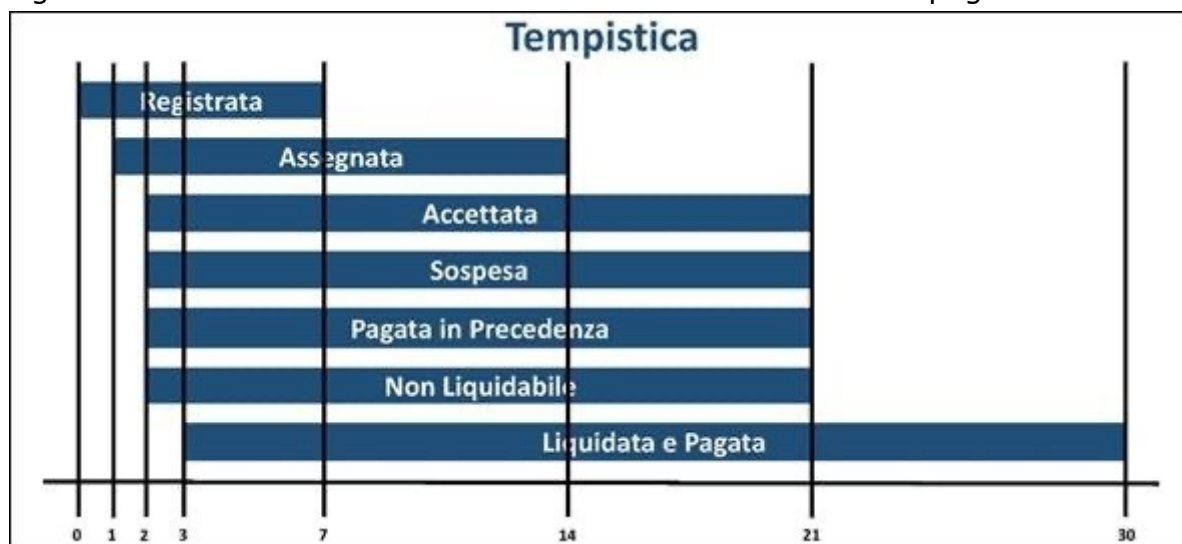 Tempistica
Registrata
Assegnata
Accettata
Sospesa
Pagata in Precedenza
Non Liquidabile
Liquidata e Pagata
0 1 2 3 7 14 21 30